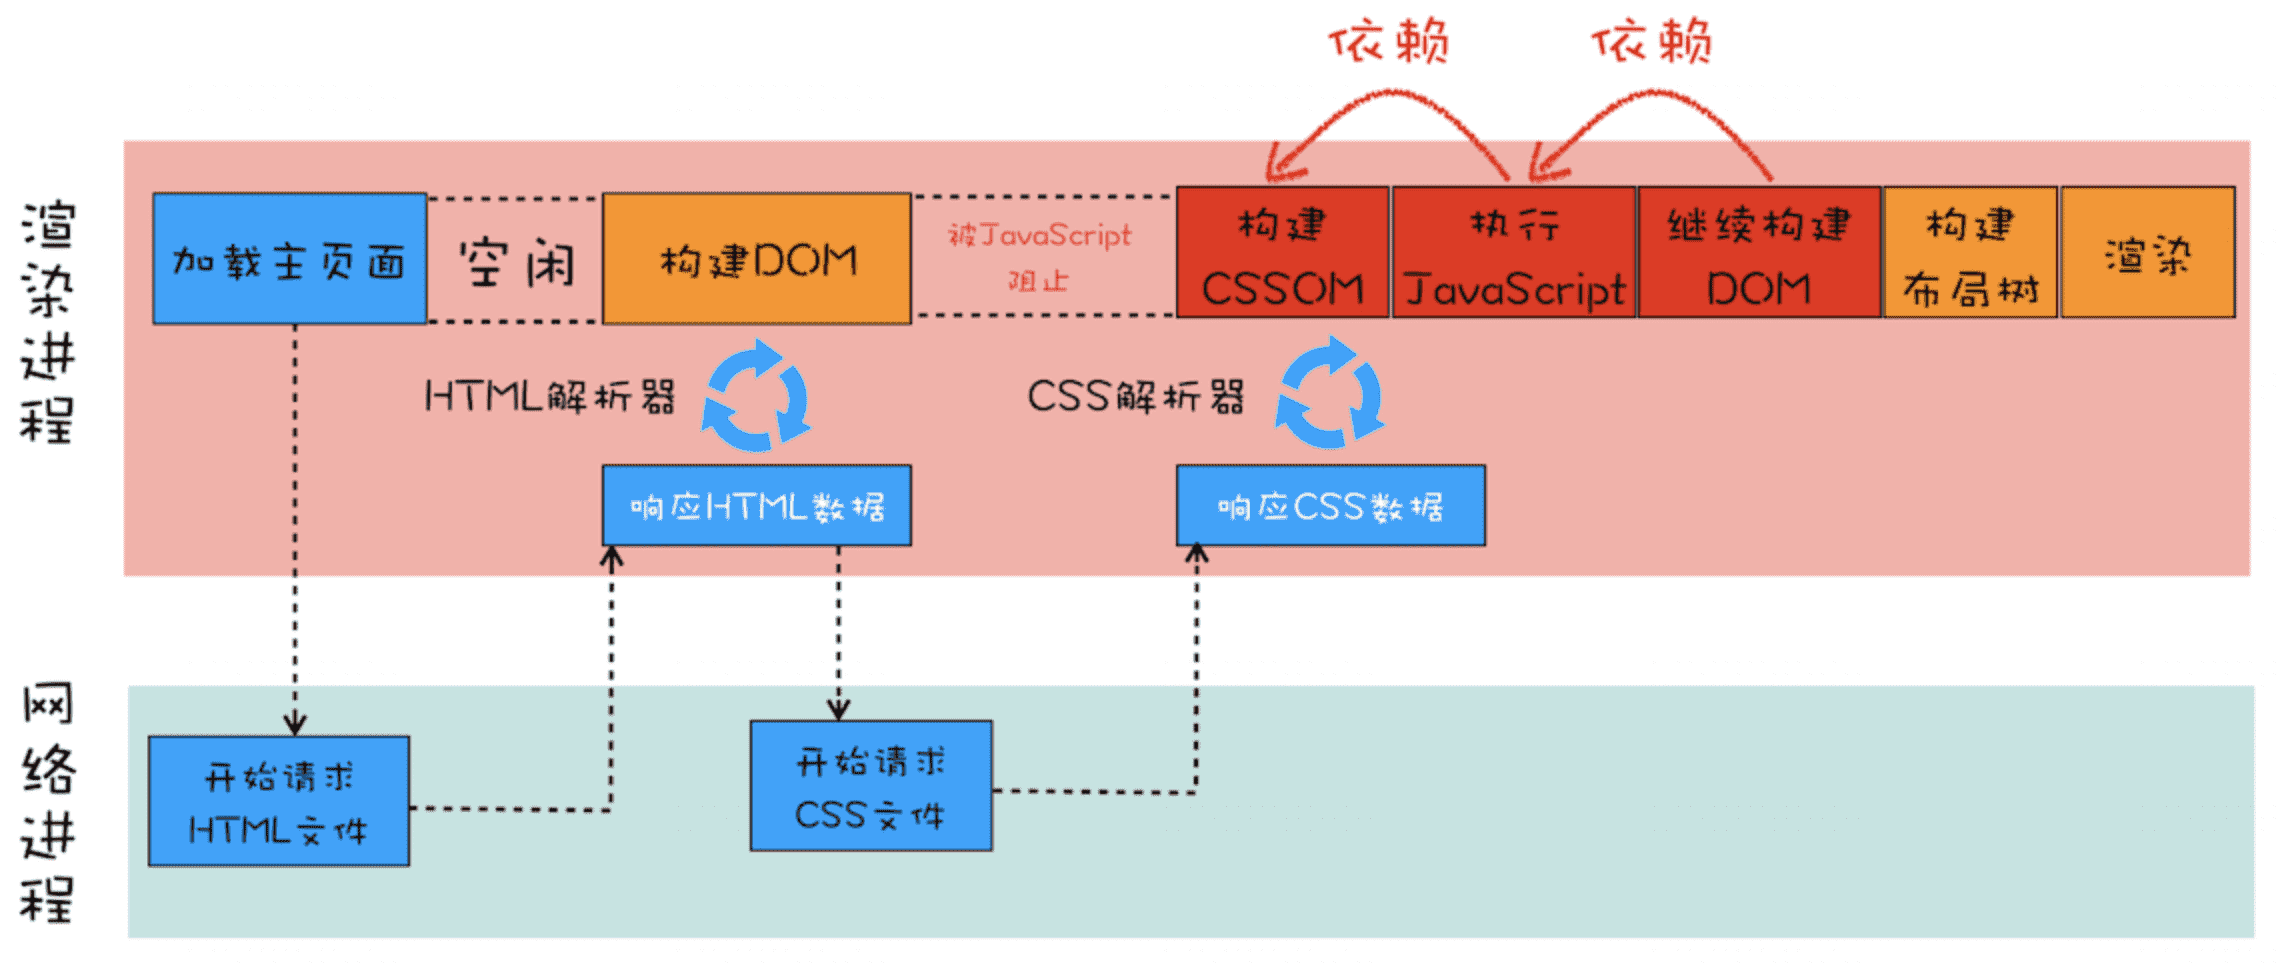 依赖
依赖
渲染进程
加载主页面
空闲
构建DOM
被JavaScript
阻止
构建
CSSOM
执行
JavaScript
继续构建
DOM
构建
布局树
渲染
HTML解析器
CSS解析器
响应HTML数据
响应CSS数据
网络进程
开始请求
HTML文件
开始请求
CSS文件